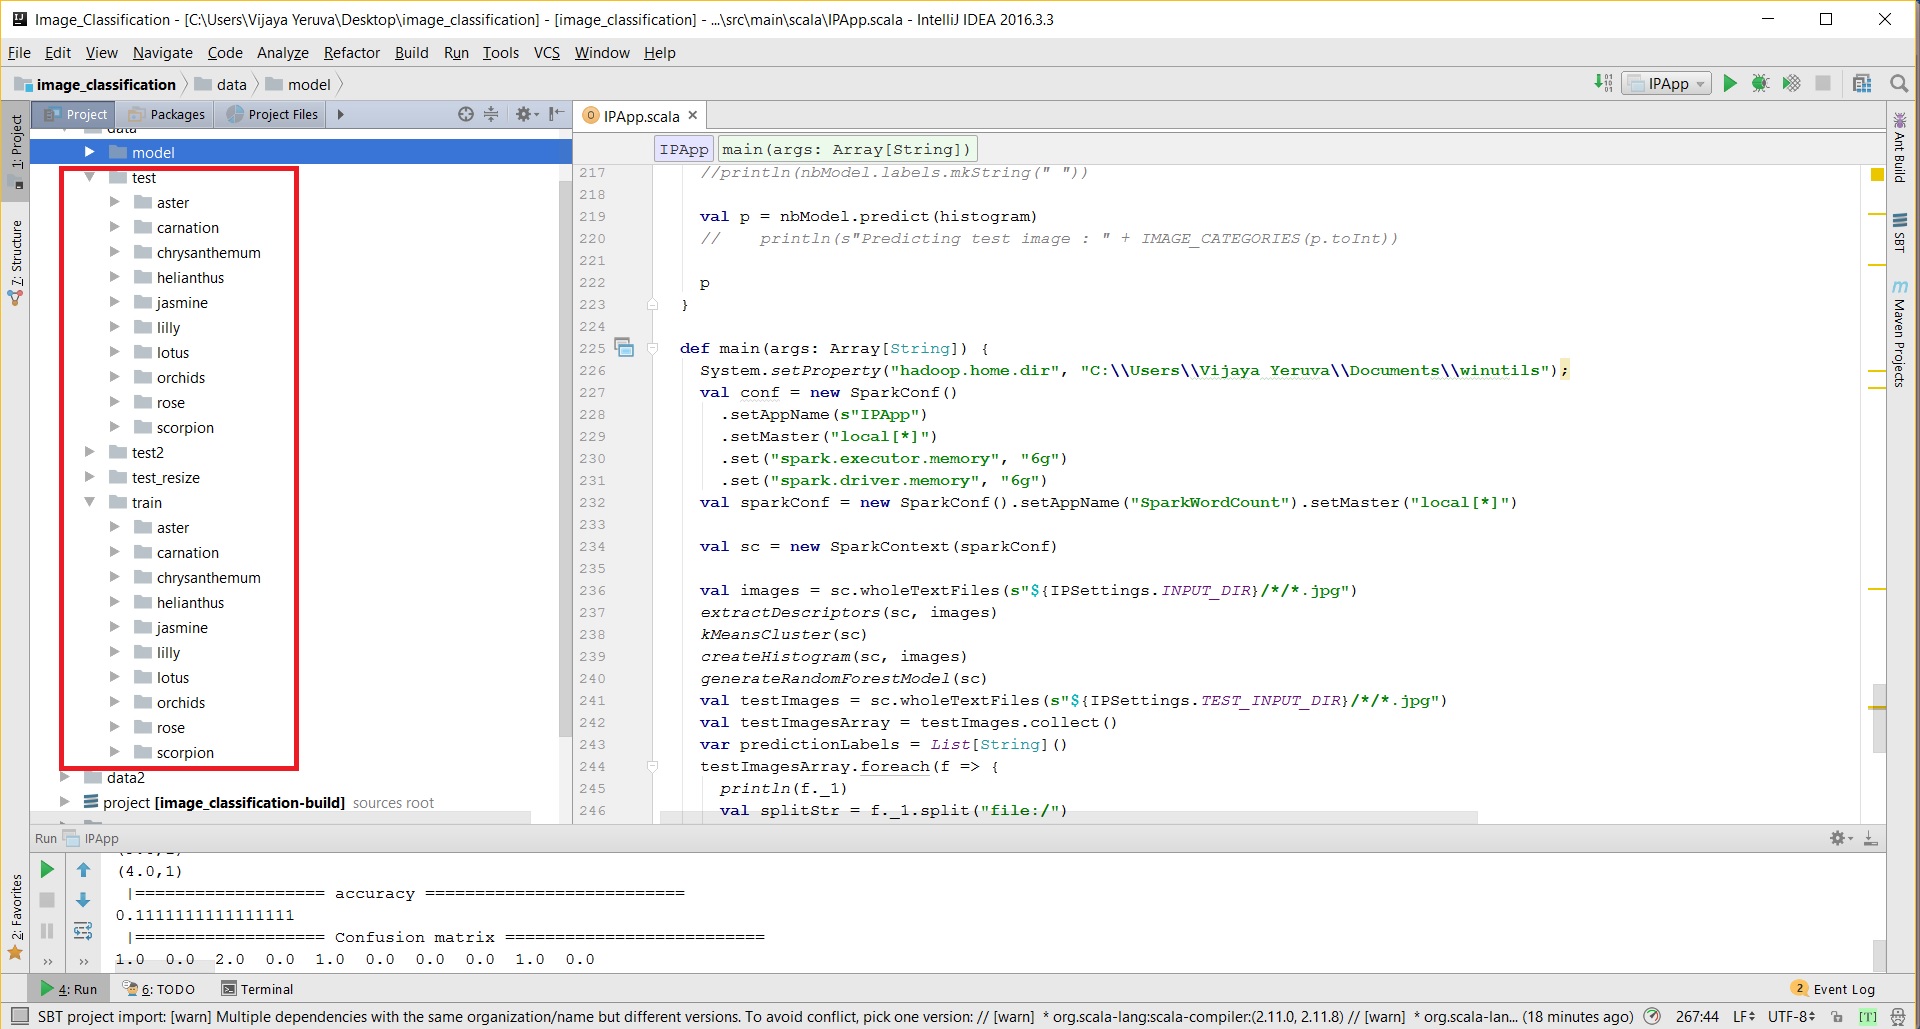 Image_Classification - [C:\Users\Vijaya Yeruva\Desktop\image_classification] - [image_classification] - ...\src\main\scala\IPApp.scala - IntelliJ IDEA 2016.3.3
File Edit View Navigate Code Analyze Refactor Build Run Tools VCS Window Help
image_classification data model
IPApp
Project Packages Project Files
IPApp.scala
1: Project
Z: Structure
2: Favorites
data
model
test
aster
carnation
chrysanthemum
helianthus
jasmine
lilly
lotus
orchids
rose
scorpion
test2
test_resize
train
aster
carnation
chrysanthemum
helianthus
jasmine
lilly
lotus
orchids
rose
scorpion
data2
project [image_classification-build] sources root
IPApp main(args: Array[String])
217 //println(nbModel.labels.mkString(" "))
218
219 val p = nbModel.predict(histogram)
220 //    println(s"Predicting test image : " + IMAGE_CATEGORIES(p.toInt))
221
222 p
223 }
224
225 def main(args: Array[String]) {
226 System.setProperty("hadoop.home.dir", "C:\\Users\\Vijaya Yeruva\\Documents\\winutils");
227 val conf = new SparkConf()
228 .setAppName(s"IPApp")
229 .setMaster("local[*]")
230 .set("spark.executor.memory", "6g")
231 .set("spark.driver.memory", "6g")
232 val sparkConf = new SparkConf().setAppName("SparkWordCount").setMaster("local[*]")
233
234 val sc = new SparkContext(sparkConf)
235
236 val images = sc.wholeTextFiles(s"${IPSettings.INPUT_DIR}/*/*.jpg")
237 extractDescriptors(sc, images)
238 kMeansCluster(sc)
239 createHistogram(sc, images)
240 generateRandomForestModel(sc)
241 val testImages = sc.wholeTextFiles(s"${IPSettings.TEST_INPUT_DIR}/*/*.jpg")
242 val testImagesArray = testImages.collect()
243 var predictionLabels = List[String]()
244 testImagesArray.foreach(f => {
245 println(f._1)
246 val splitStr = f._1.split("file:/")
Ant Build
SBT
m Maven Projects
Run IPApp
(4.0,1)
|=================== accuracy ==========================
0.1111111111111111
|=================== Confusion matrix ==========================
1.0 0.0 2.0 0.0 1.0 0.0 0.0 0.0 1.0 0.0
4: Run 6: TODO Terminal 2 Event Log
SBT project import: [warn] Multiple dependencies with the same organization/name but different versions. To avoid conflict, pick one version: // [warn] * org.scala-lang:scala-compiler:(2.11.0, 2.11.8) // [warn] * org.scala-lan... (18 minutes ago) 267:44 LF UTF-8 [T]